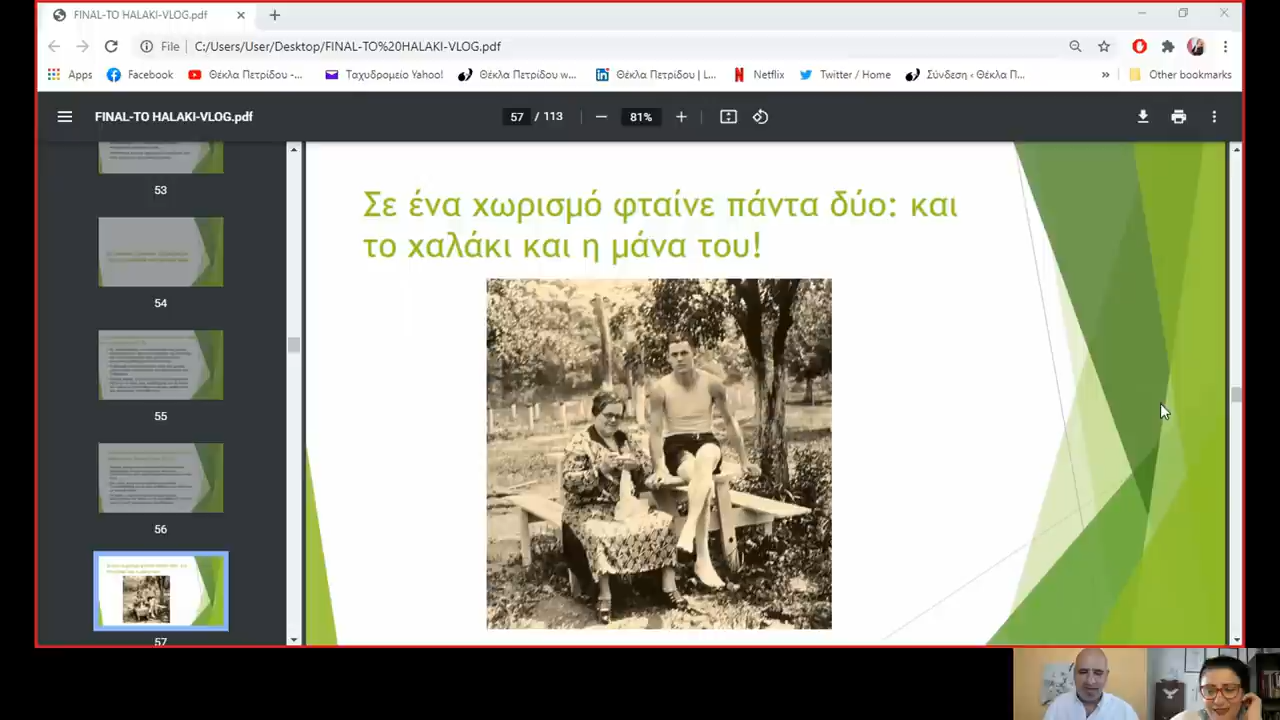 FINAL-TO HALAKI-VLOG.pdf
File C:/Users/User/Desktop/FINAL-TO%20HALAKI-VLOG.pdf
Apps Facebook Θέκλα Πετρίδου -... Ταχυδρομείο Yahoo! Θέκλα Πετρίδου w... Θέκλα Πετρίδου | L... Netflix Twitter / Home Σύνδεση ‹ Θέκλα Π... » Other bookmarks
FINAL-TO HALAKI-VLOG.pdf 57 / 113 81%
53
54
55
56
57
Σε ένα χωρισμό φταίνε πάντα δύο: και
το χαλάκι και η μάνα του!